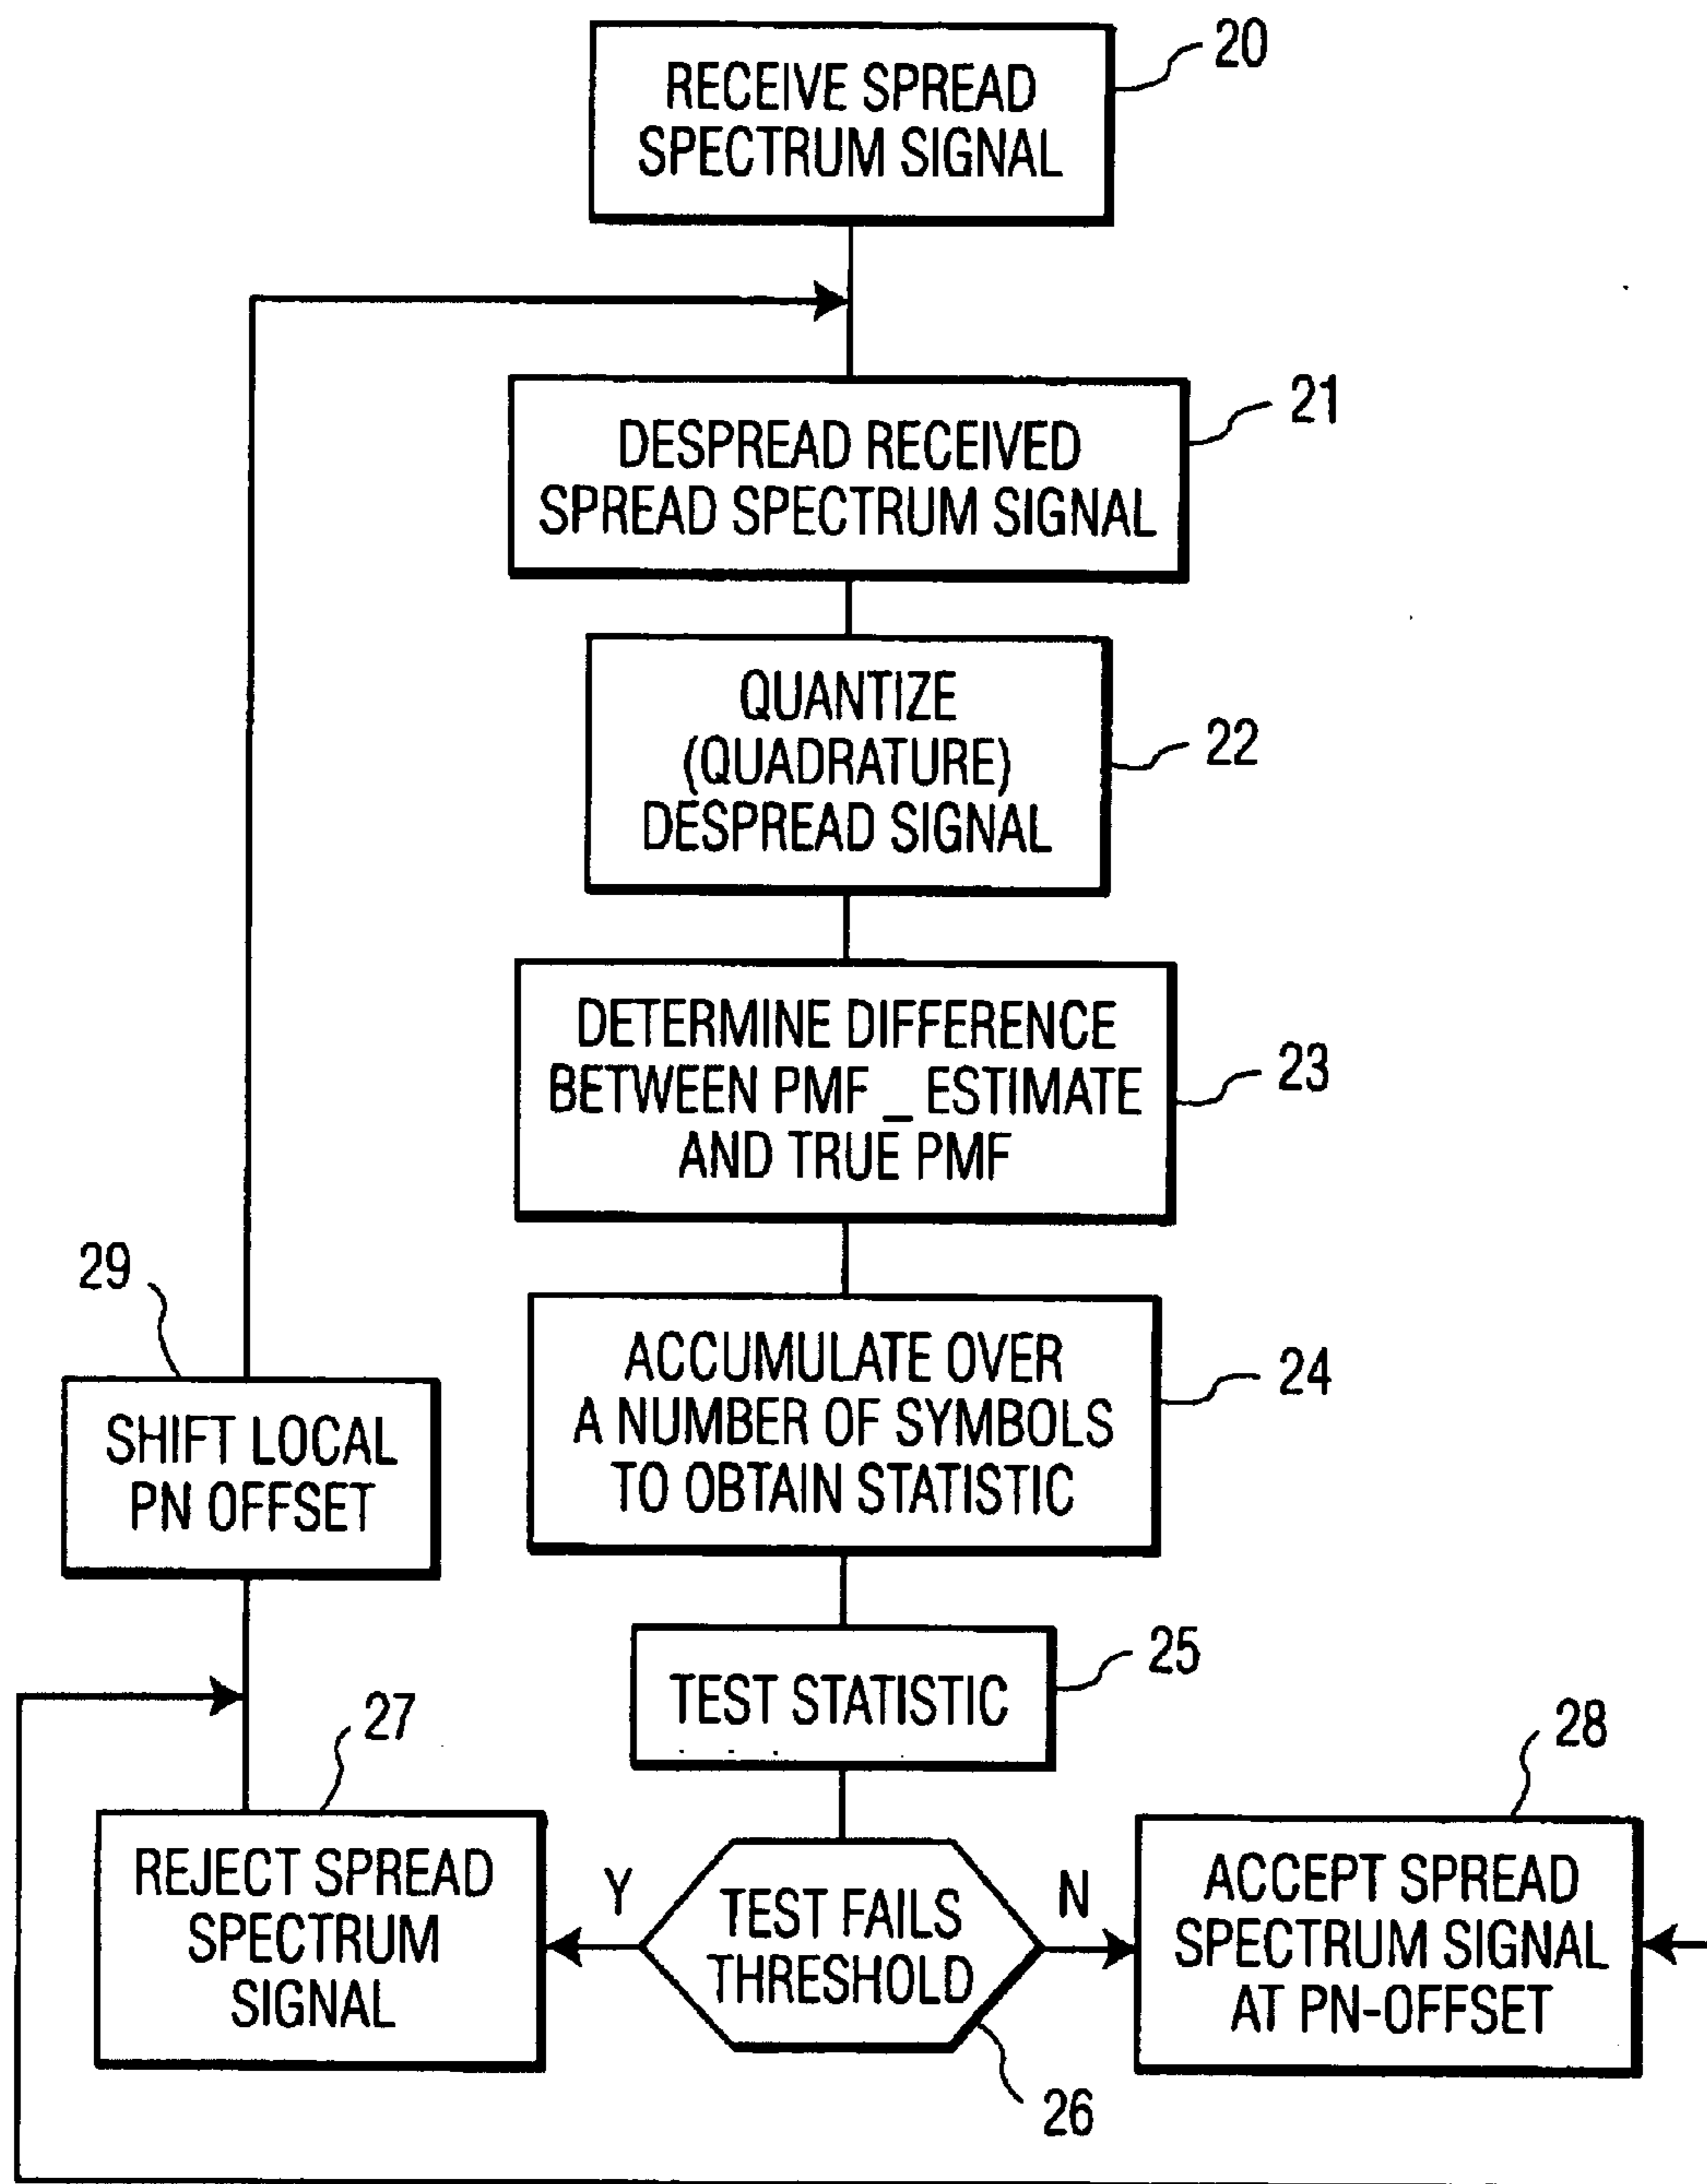 20
RECEIVE SPREAD
SPECTRUM SIGNAL
21
DESPREAD RECEIVED
SPREAD SPECTRUM SIGNAL
22
QUANTIZE
(QUADRATURE)
DESPREAD SIGNAL
23
DETERMINE DIFFERENCE
BETWEEN PMF_ESTIMATE
AND TRUE PMF
24
ACCUMULATE OVER
A NUMBER OF SYMBOLS
TO OBTAIN STATISTIC
29
SHIFT LOCAL
PN OFFSET
25
TEST STATISTIC
27
REJECT SPREAD
SPECTRUM
SIGNAL
Y
TEST FAILS
THRESHOLD
26
N
28
ACCEPT SPREAD
SPECTRUM SIGNAL
AT PN-OFFSET